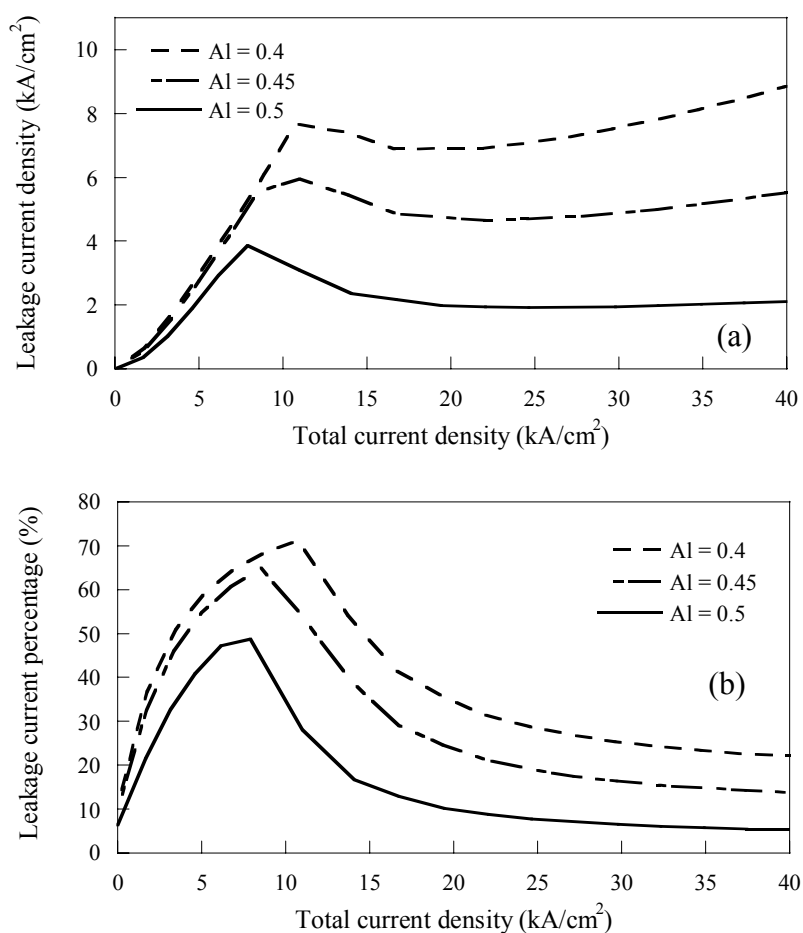 Leakage current density (kA/cm²)
10
8
6
4
2
0
Al = 0.4
Al = 0.45
Al = 0.5
(a)
0 5 10 15 20 25 30 35 40
Total current density (kA/cm²)
Leakage current percentage (%)
80
70
60
50
40
30
20
10
0
Al = 0.4
Al = 0.45
Al = 0.5
(b)
0 5 10 15 20 25 30 35 40
Total current density (kA/cm²)